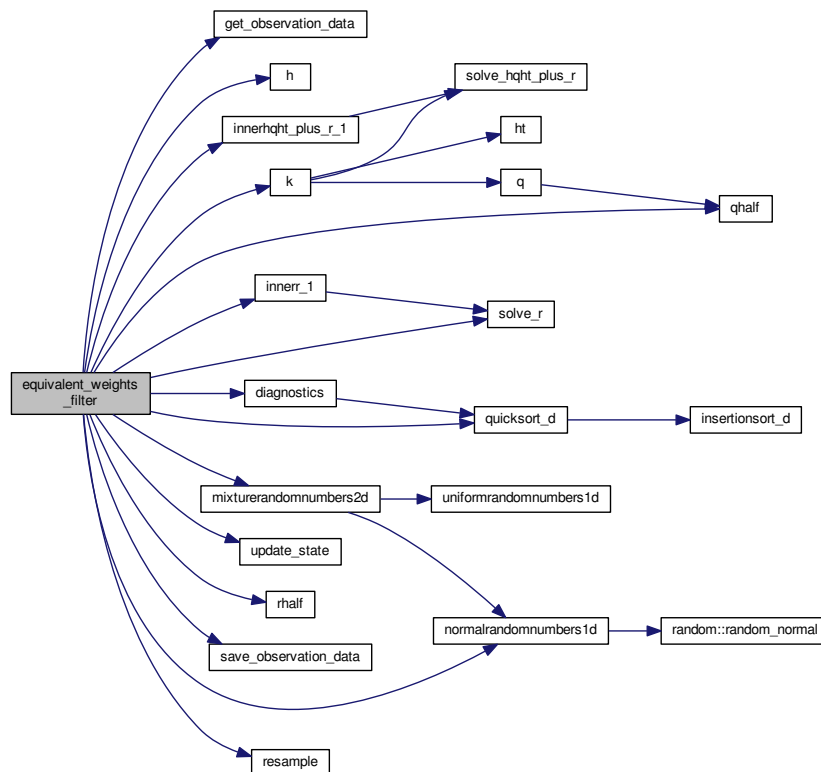 get_observation_data
h
solve_hqht_plus_r
innerhqht_plus_r_1
ht
k
q
qhalf
innerr_1
solve_r
equivalent_weights
_filter
diagnostics
quicksort_d
insertionsort_d
mixturerandomnumbers2d
uniformrandomnumbers1d
update_state
rhalf
normalrandomnumbers1d
random::random_normal
save_observation_data
resample